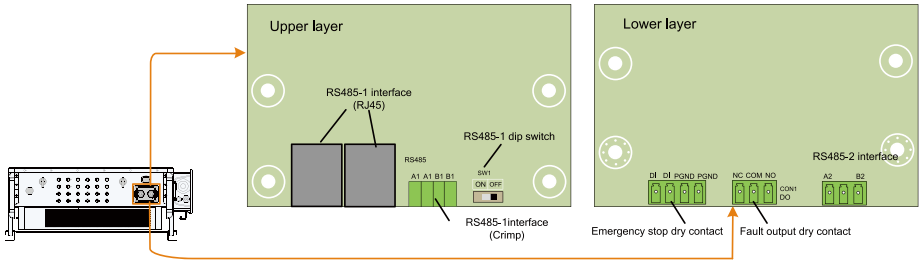 Upper layer
RS485-1 interface
(RJ45)
RS485-1 dip switch
RS485
SW1
A1 A1 B1 B1
ON OFF
RS485-1interface
(Crimp)
Lower layer
RS485-2 interface
DI DI PGND PGND
NC COM NO
CON1
DO
A2 B2
Emergency stop dry contact
Fault output dry contact